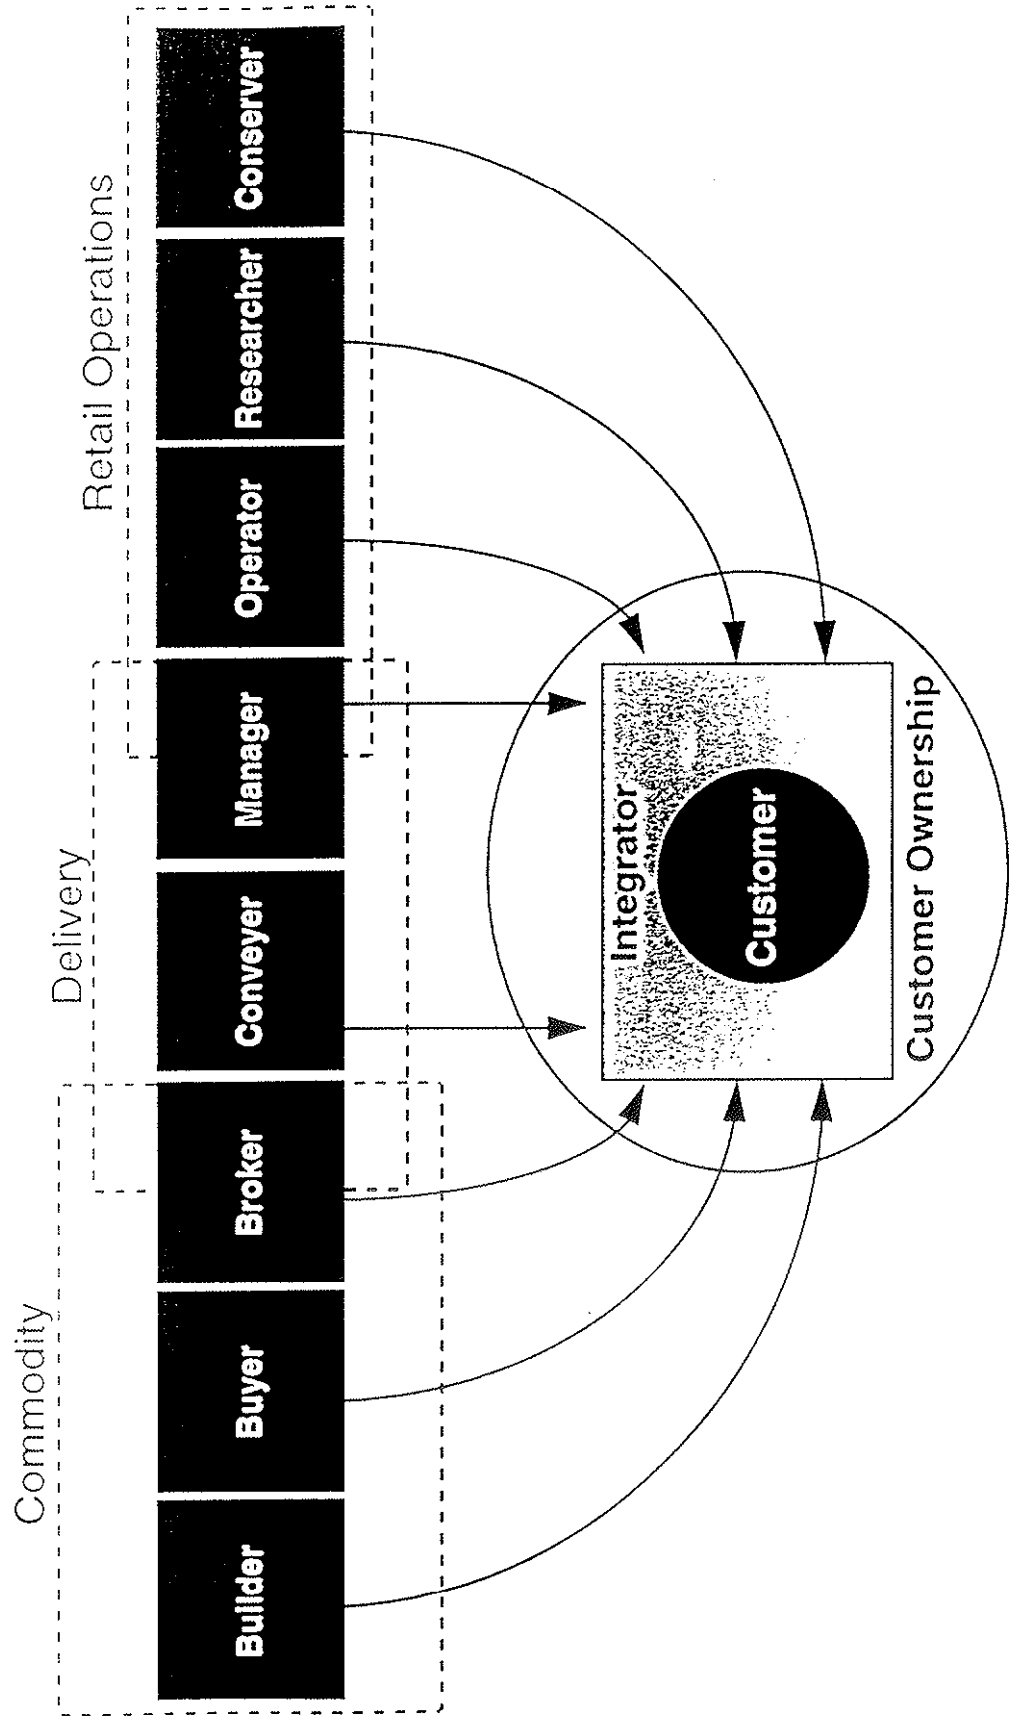 Commodity
Delivery
Retail Operations
Builder
Buyer
Broker
Conveyer
Manager
Operator
Researcher
Conserver
Integrator
Customer
Customer Ownership